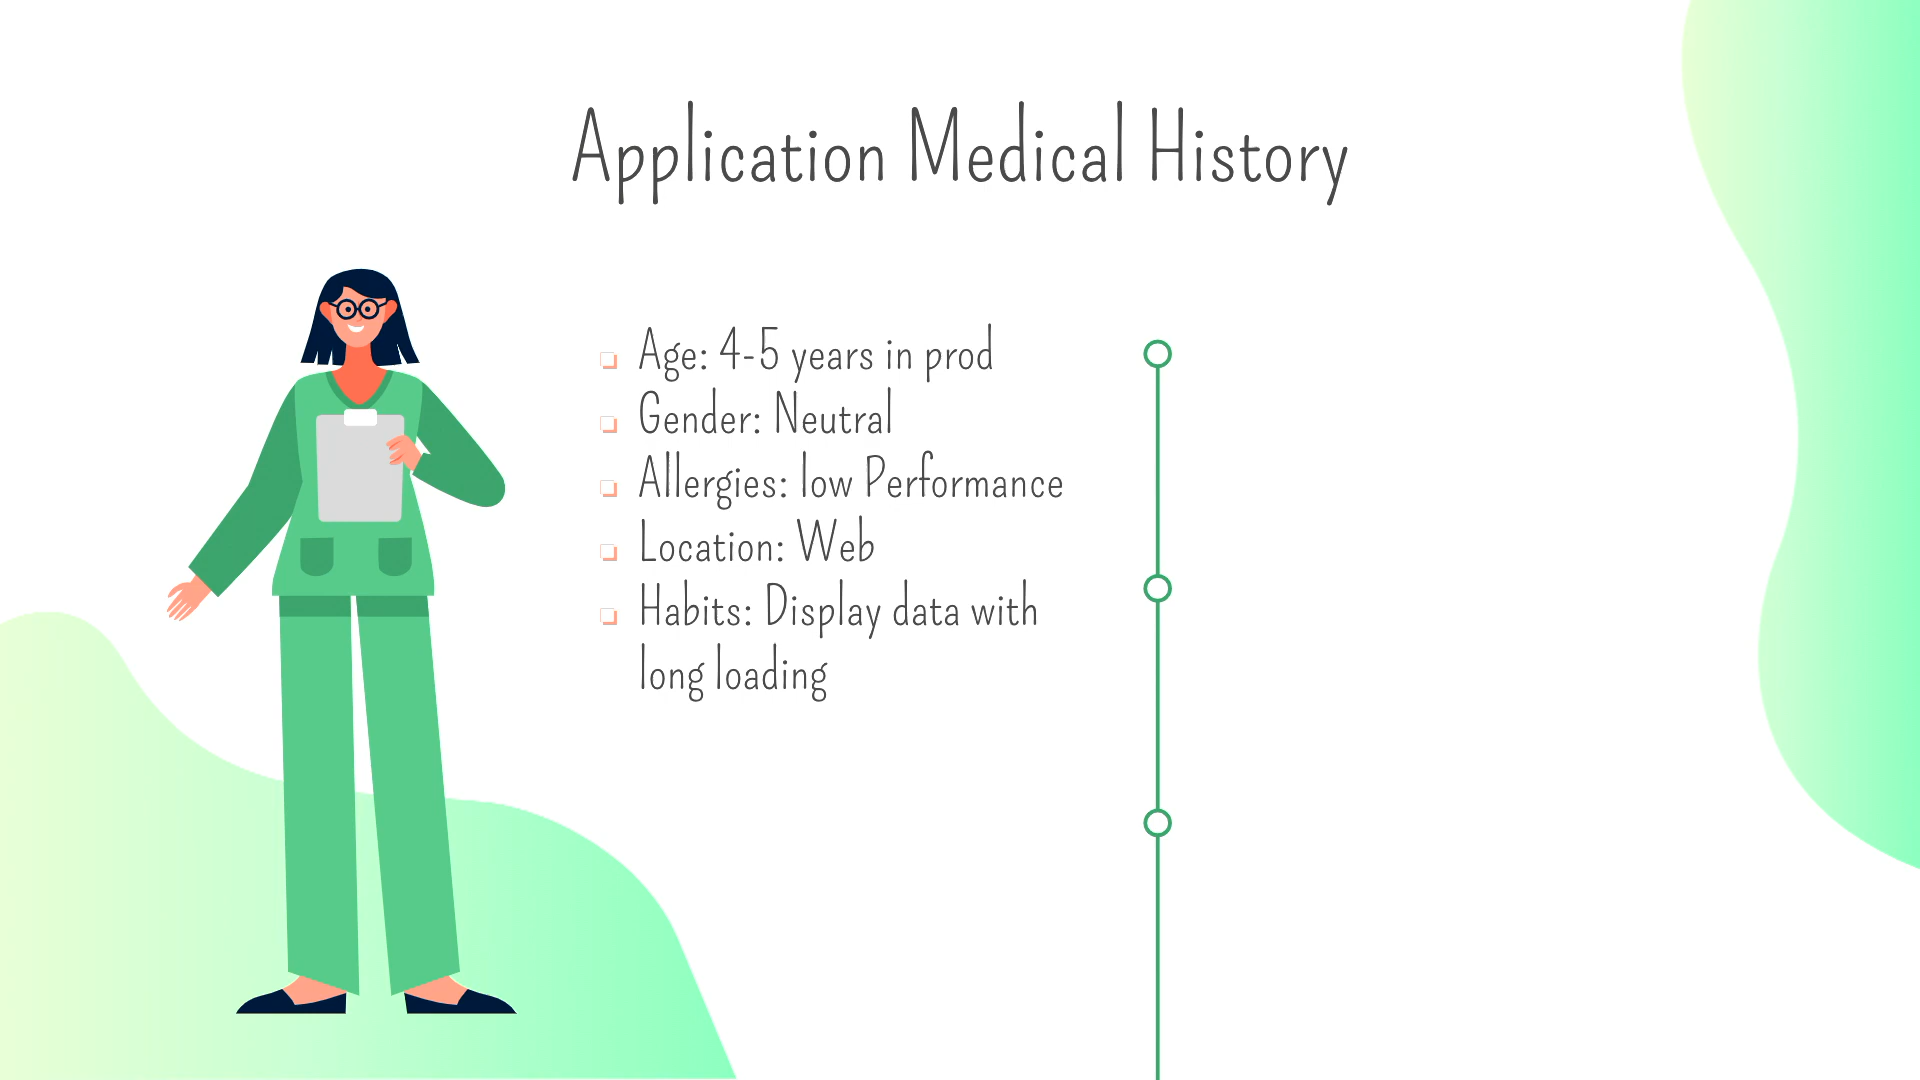 Application Medical History
Age: 4-5 years in prod
Gender: Neutral
Allergies: low Performance
Location: Web
Habits: Display data with
long loading